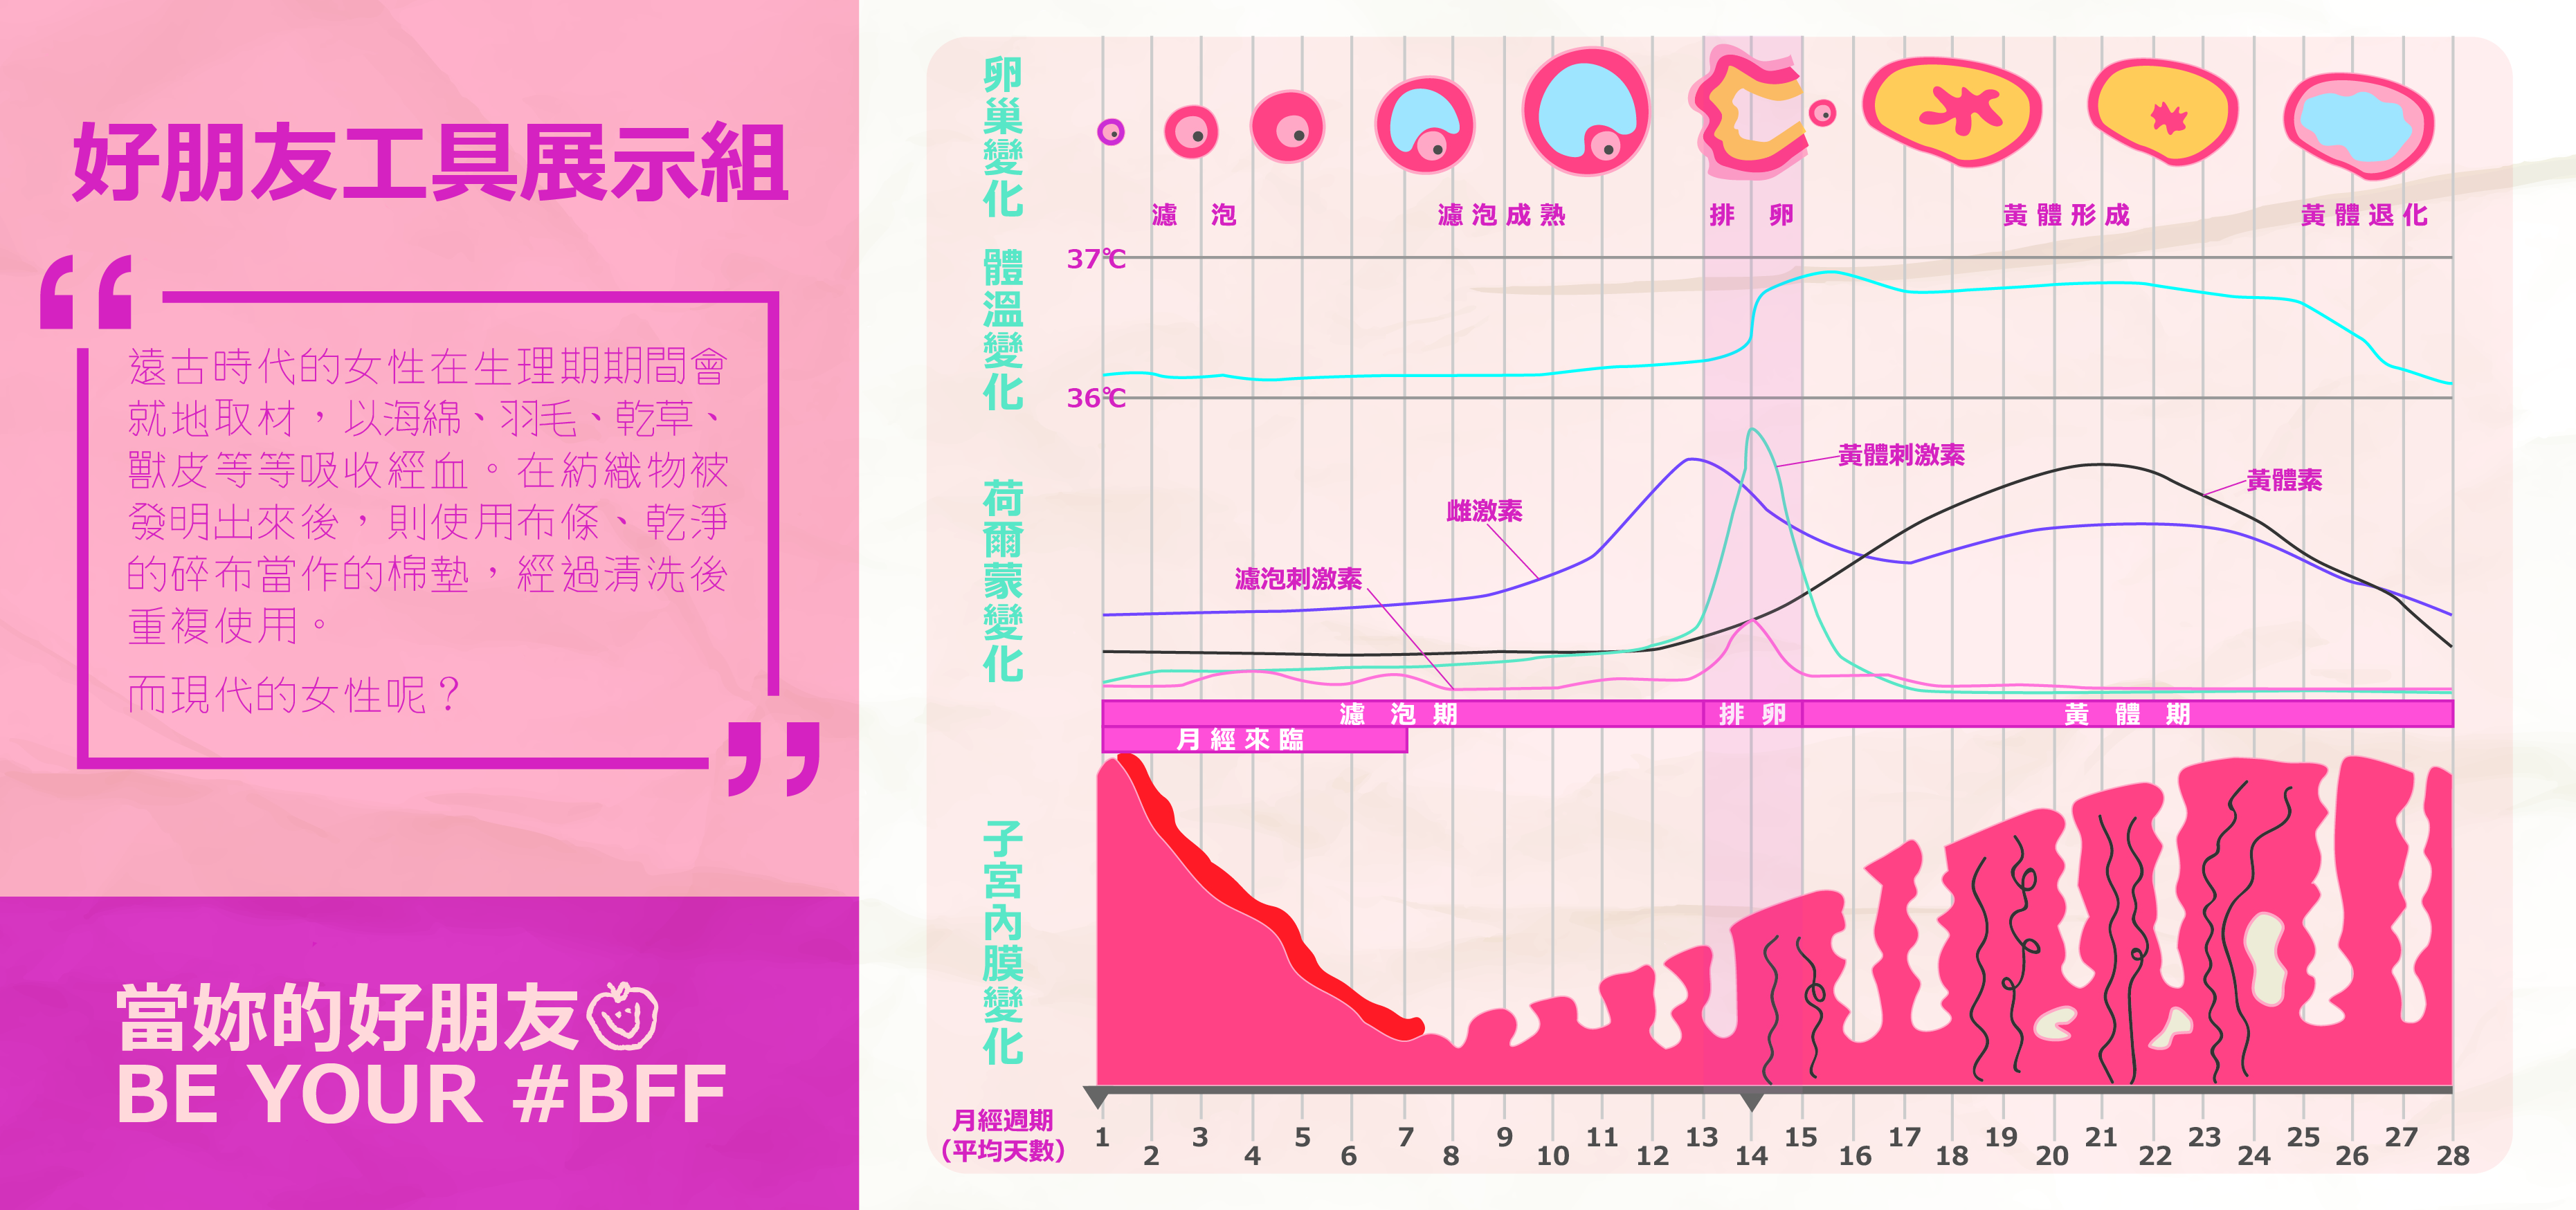 好朋友工具展示組
“
遠古時代的女性在生理期期間會
就地取材，以海綿、羽毛、乾草、
獸皮等等吸收經血。在紡織物被
發明出來後，則使用布條、乾淨
的碎布當作的棉墊，經過清洗後
重複使用。
而現代的女性呢？
”
當妳的好朋友
BE YOUR #BFF
卵巢變化
濾泡
濾泡成熟
排卵
黃體形成
黃體退化
體溫變化
37℃
36℃
荷爾蒙變化
濾泡刺激素
雌激素
黃體刺激素
黃體素
濾泡期
排卵
黃體期
月經來臨
子宮內膜變化
月經週期
（平均天數）
1 2 3 4 5 6 7 8 9 10 11 12 13 14 15 16 17 18 19 20 21 22 23 24 25 26 27 28